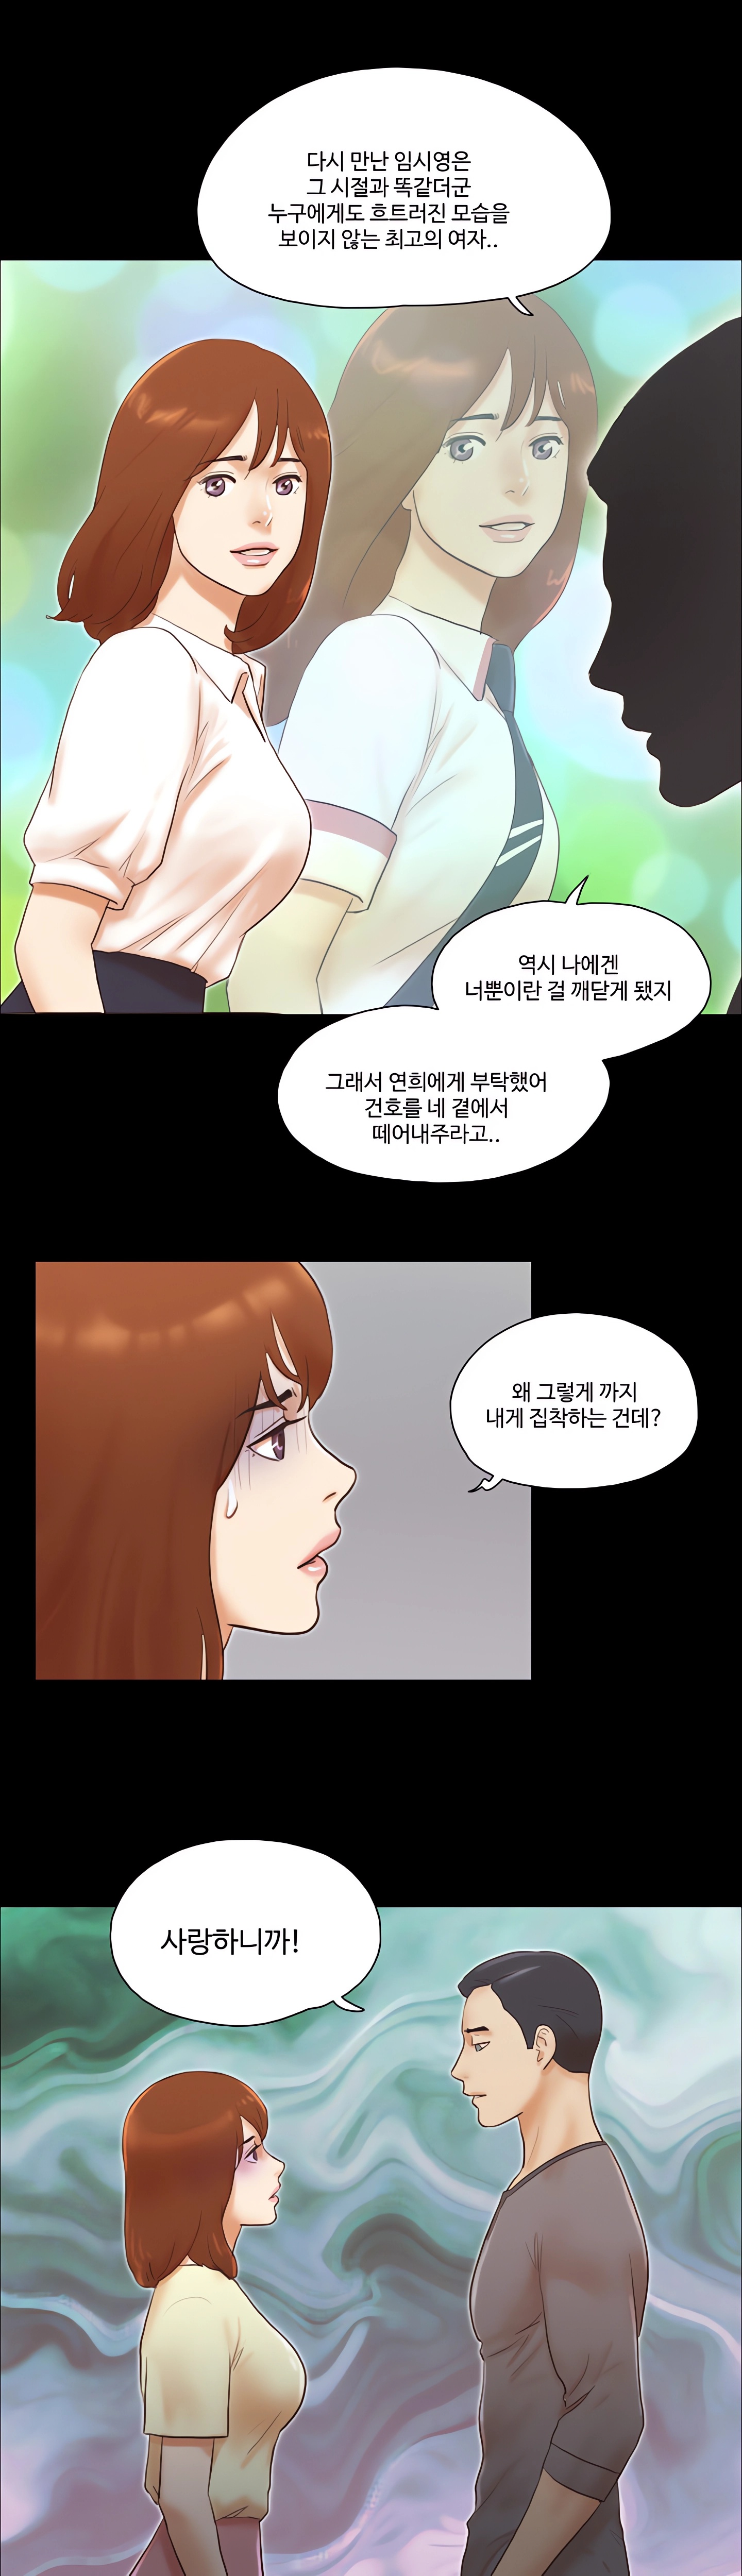 다시 만난 임시영은
그 시절과 똑같더군
누구에게도 흐트러진 모습을
보이지 않는 최고의 여자..
역시 나에겐
너뿐이란 걸 깨닫게 됐지
그래서 연희에게 부탁했어
건호를 네 곁에서
떼어내주라고..
왜 그렇게 까지
내게 집착하는 건데?
사랑하니까!